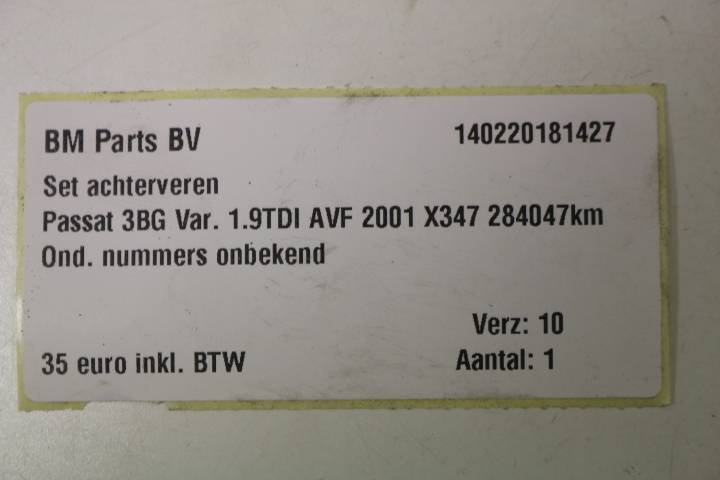 BM Parts BV 140220181427
Set achterveren
Passat 3BG Var. 1.9TDI AVF 2001 X347 284047km
Ond. nummers onbekend
Verz: 10
35 euro inkl. BTW Aantal: 1